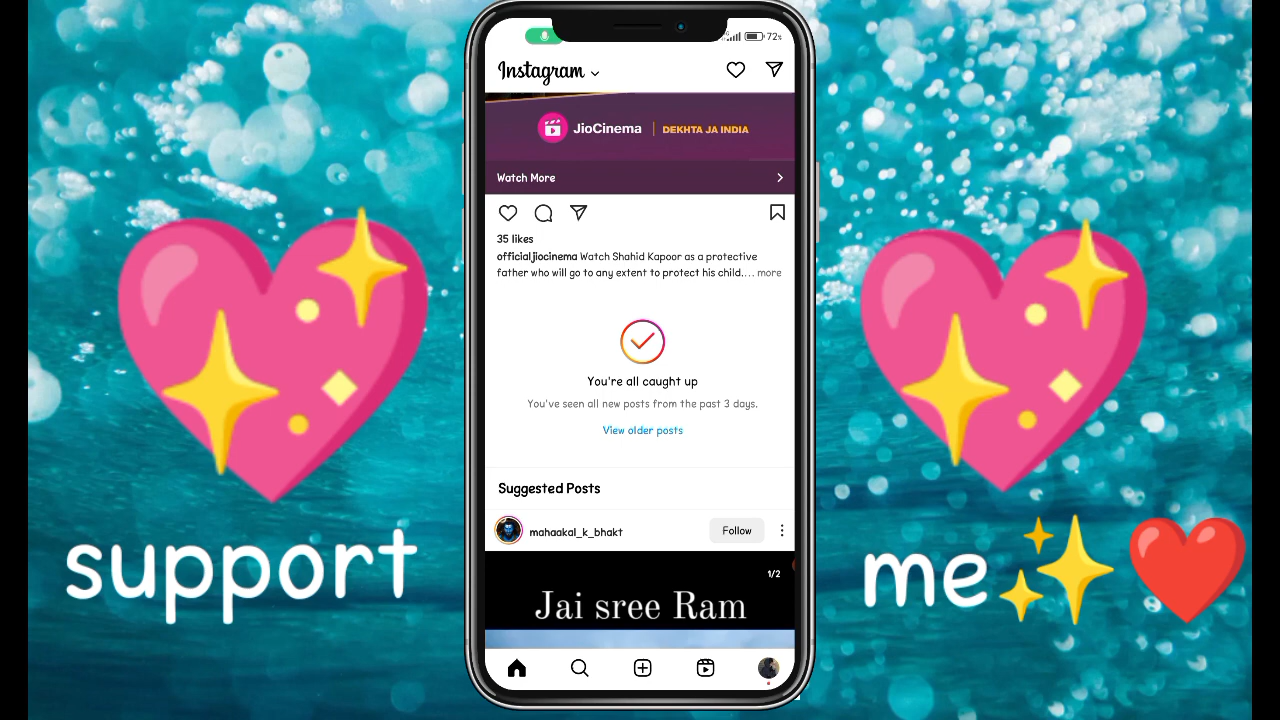 72%
Instagram
JioCinema | DEKHTA JA INDIA
Watch More
35 likes
officialjiocinema Watch Shahid Kapoor as a protective
father who will go to any extent to protect his child.... more
You're all caught up
You've seen all new posts from the past 3 days.
View older posts
Suggested Posts
mahaakal_k_bhakt Follow
1/2
Jai sree Ram
support
me